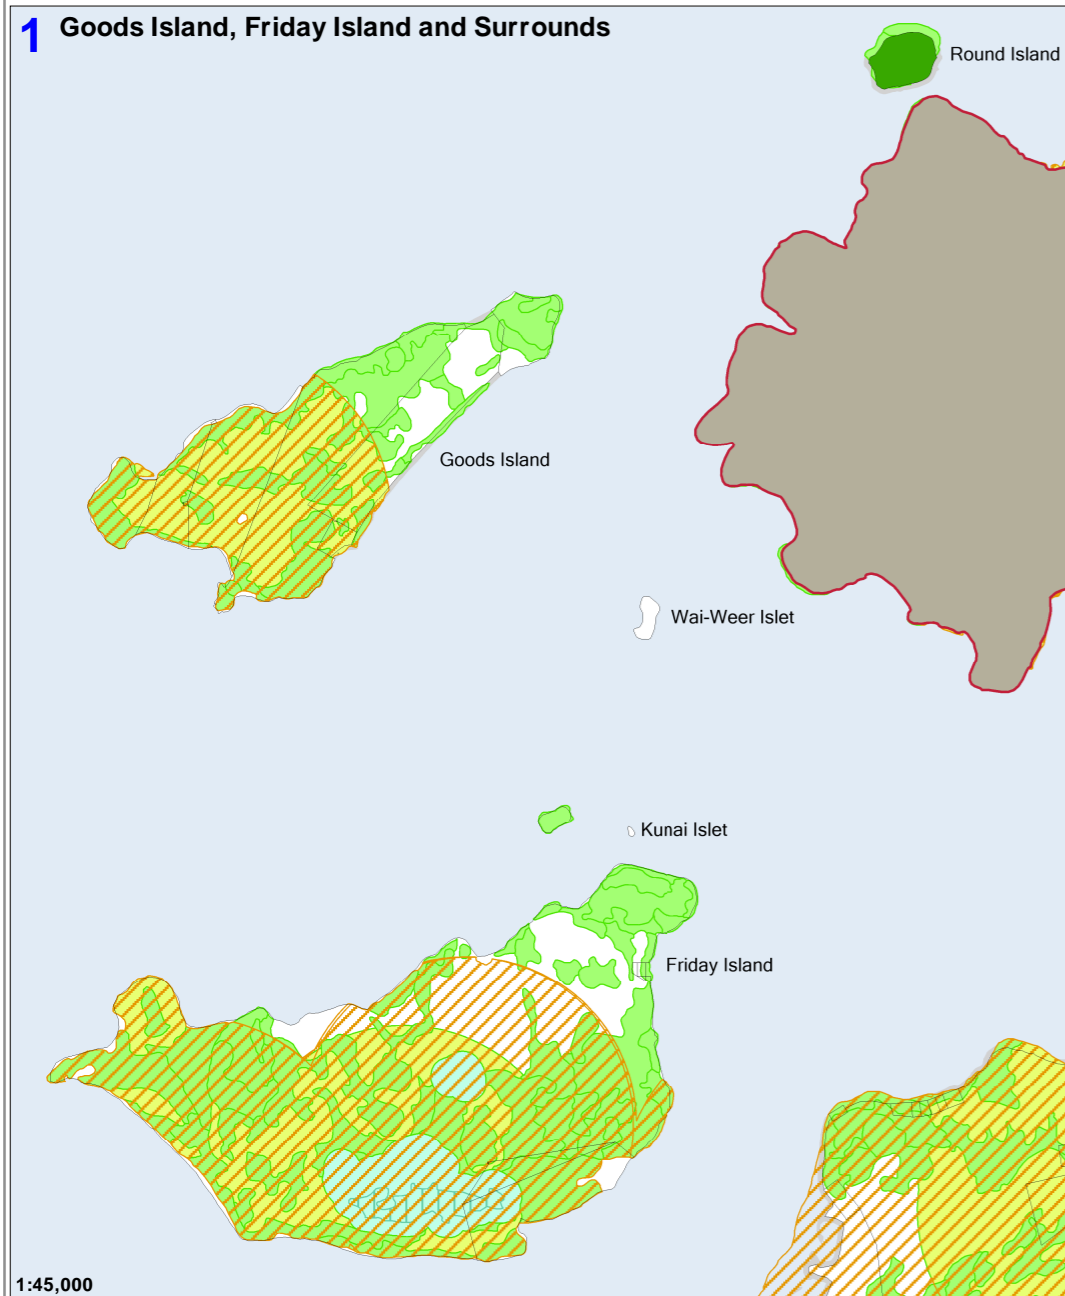 1 Goods Island, Friday Island and Surrounds
Round Island
Goods Island
Wai-Weer Islet
Kunai Islet
Friday Island
1:45,000